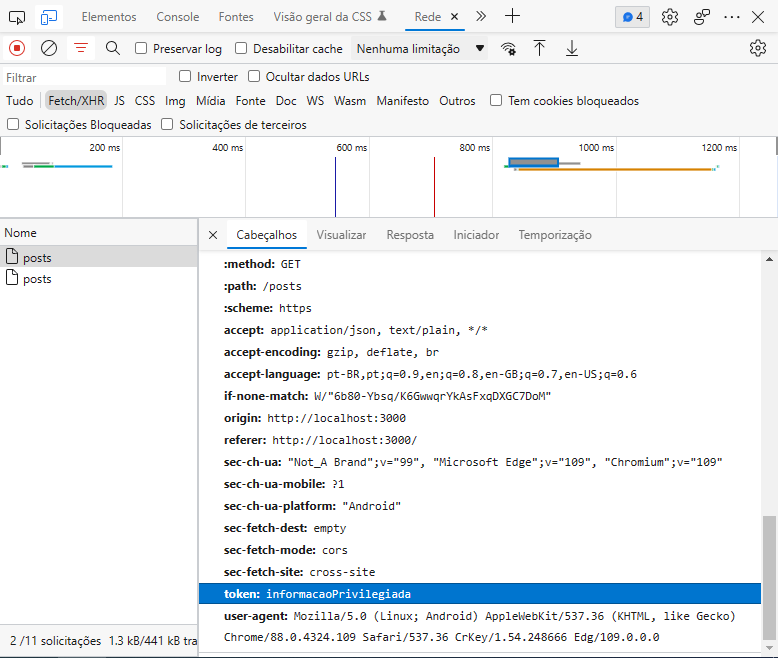 Elementos Console Fontes Visão geral da CSS Rede 4
Preservar log Desabilitar cache Nenhuma limitação
Filtrar Inverter Ocultar dados URLs
Tudo Fetch/XHR JS CSS Img Mídia Fonte Doc WS Wasm Manifesto Outros Tem cookies bloqueados
Solicitações Bloqueadas Solicitações de terceiros
200 ms 400 ms 600 ms 800 ms 1000 ms 1200 ms
Nome
posts
posts
Cabeçalhos Visualizar Resposta Iniciador Temporização
:method: GET
:path: /posts
:scheme: https
accept: application/json, text/plain, */*
accept-encoding: gzip, deflate, br
accept-language: pt-BR,pt;q=0.9,en;q=0.8,en-GB;q=0.7,en-US;q=0.6
if-none-match: W/"6b80-Ybsq/K6GwwqrYkAsFxqDXGC7DoM"
origin: http://localhost:3000
referer: http://localhost:3000/
sec-ch-ua: "Not_A Brand";v="99", "Microsoft Edge";v="109", "Chromium";v="109"
sec-ch-ua-mobile: ?1
sec-ch-ua-platform: "Android"
sec-fetch-dest: empty
sec-fetch-mode: cors
sec-fetch-site: cross-site
token: informacaoPrivilegiada
user-agent: Mozilla/5.0 (Linux; Android) AppleWebKit/537.36 (KHTML, like Gecko)
Chrome/88.0.4324.109 Safari/537.36 CrKey/1.54.248666 Edg/109.0.0.0
2 /11 solicitações 1.3 kB/441 kB tra